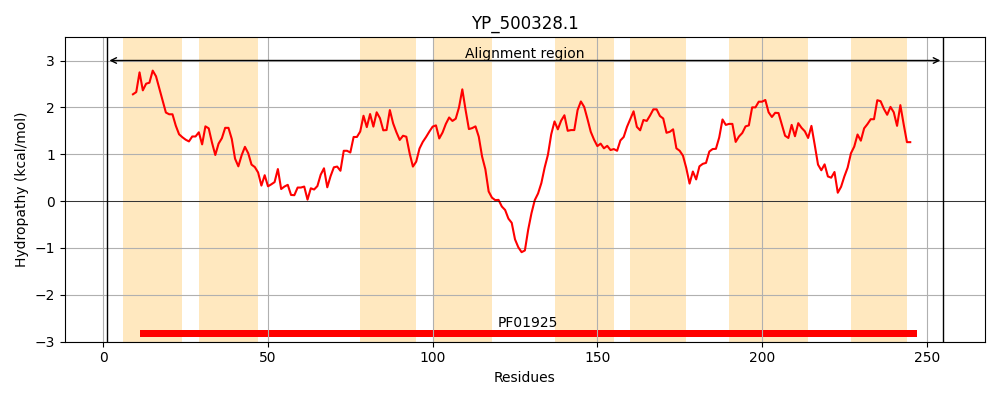 YP_500328.1
Alignment region
3
2
1
0
−1
−2
−3
Hydropathy (kcal/mol)
PF01925
0
50
100
150
200
250
Residues